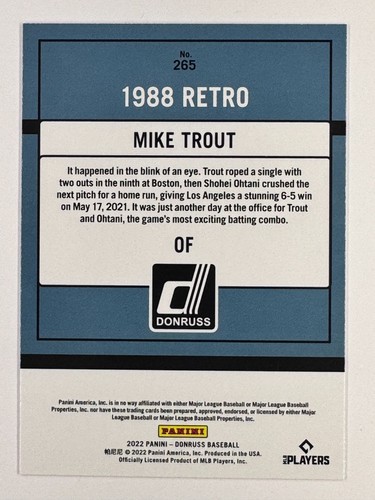 No.
265
1988 RETRO
MIKE TROUT
It happened in the blink of an eye. Trout roped a single with
two outs in the ninth at Boston, then Shohei Ohtani crushed the
next pitch for a home run, giving Los Angeles a stunning 6-5 win
on May 17, 2021. It was just another day at the office for Trout
and Ohtani, the game's most exciting batting combo.
OF
d
DONRUSS
Panini America, Inc. is in no way affiliated with either Major League Baseball or Major League Baseball
Properties, Inc. nor have these trading cards been prepared, approved, endorsed, or licensed by either Major
League Baseball or Major League Baseball Properties, Inc.
PANINI
2022 PANINI – DONRUSS BASEBALL
帕尼尼 © 2022 Panini America, Inc. Produced in the USA.
Officially Licensed Product of MLB Players, Inc.
MLB PLAYERS